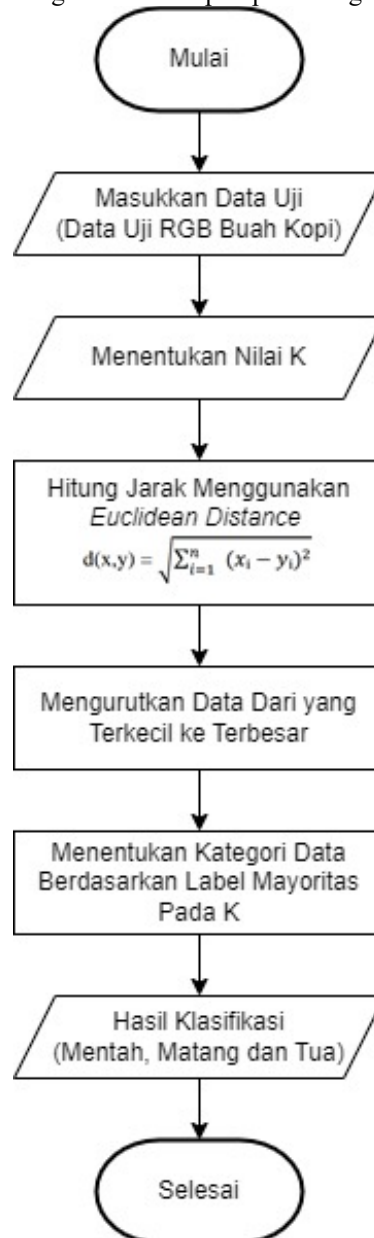 Mulai
Masukkan Data Uji
(Data Uji RGB Buah Kopi)
Menentukan Nilai K
Hitung Jarak Menggunakan
Euclidean Distance
d(x,y) = √∑ⁿᵢ₌₁ (xᵢ − yᵢ)²
Mengurutkan Data Dari yang
Terkecil ke Terbesar
Menentukan Kategori Data
Berdasarkan Label Mayoritas
Pada K
Hasil Klasifikasi
(Mentah, Matang dan Tua)
Selesai